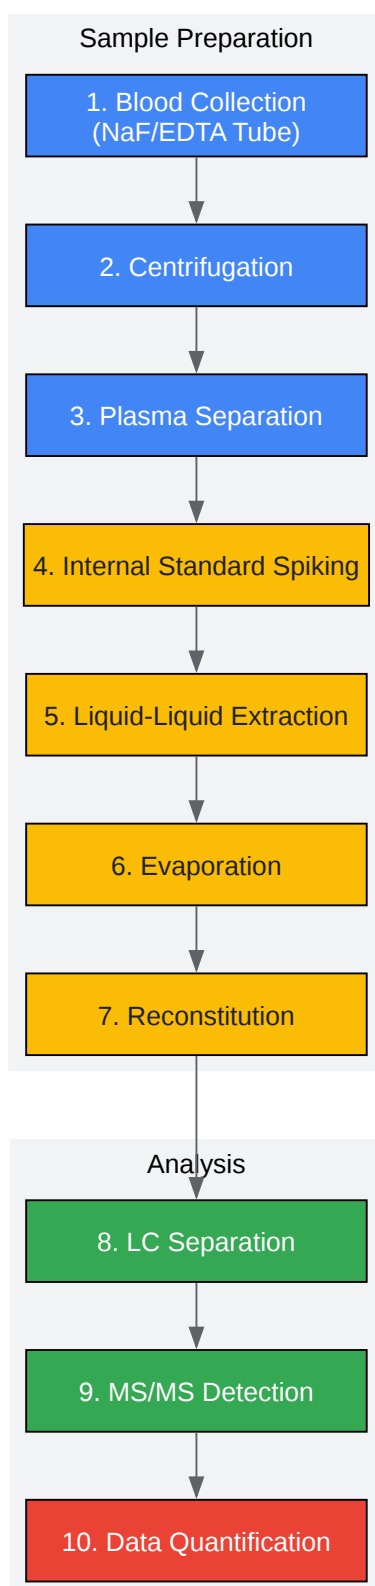 Sample Preparation
1. Blood Collection
(NaF/EDTA Tube)
2. Centrifugation
3. Plasma Separation
4. Internal Standard Spiking
5. Liquid-Liquid Extraction
6. Evaporation
7. Reconstitution
Analysis
8. LC Separation
9. MS/MS Detection
10. Data Quantification